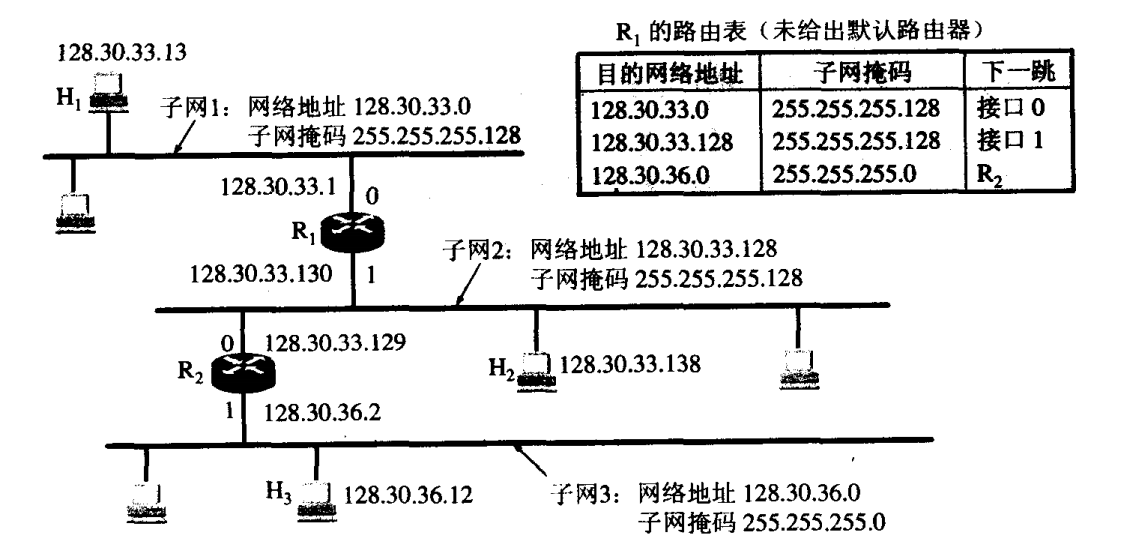 R₁ 的路由表（未给出默认路由器）
目的网络地址 子网掩码 下一跳
128.30.33.0 255.255.255.128 接口 0
128.30.33.128 255.255.255.128 接口 1
128.30.36.0 255.255.255.0 R₂
128.30.33.13
H₁
子网1：网络地址 128.30.33.0
子网掩码 255.255.255.128
128.30.33.1
0
R₁
128.30.33.130
1
子网2：网络地址 128.30.33.128
子网掩码 255.255.255.128
0
128.30.33.129
R₂
H₂
128.30.33.138
1
128.30.36.2
H₃
128.30.36.12
子网3：网络地址 128.30.36.0
子网掩码 255.255.255.0